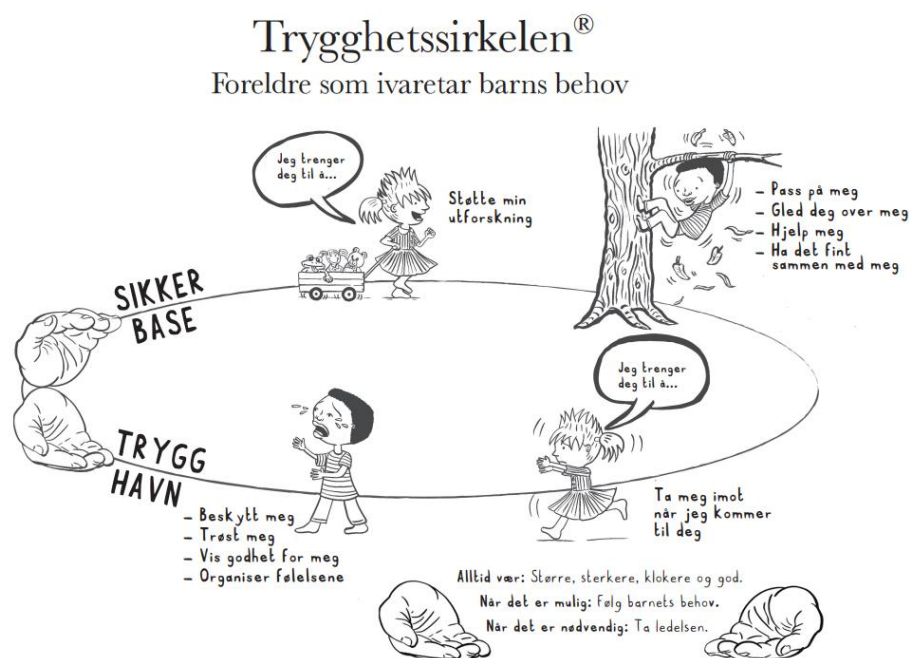 Trygghetssirkelen®
Foreldre som ivaretar barns behov
Jeg trenger
deg til å...
Støtte min
utforskning
– Pass på meg
– Gled deg over meg
– Hjelp meg
– Ha det fint
sammen med meg
SIKKER
BASE
Jeg trenger
deg til å...
Ta meg imot
når jeg kommer
til deg
TRYGG
HAVN
– Beskytt meg
– Trøst meg
– Vis godhet for meg
– Organiser følelsene
Alltid vær: Større, sterkere, klokere og god.
Når det er mulig: Følg barnets behov.
Når det er nødvendig: Ta ledelsen.